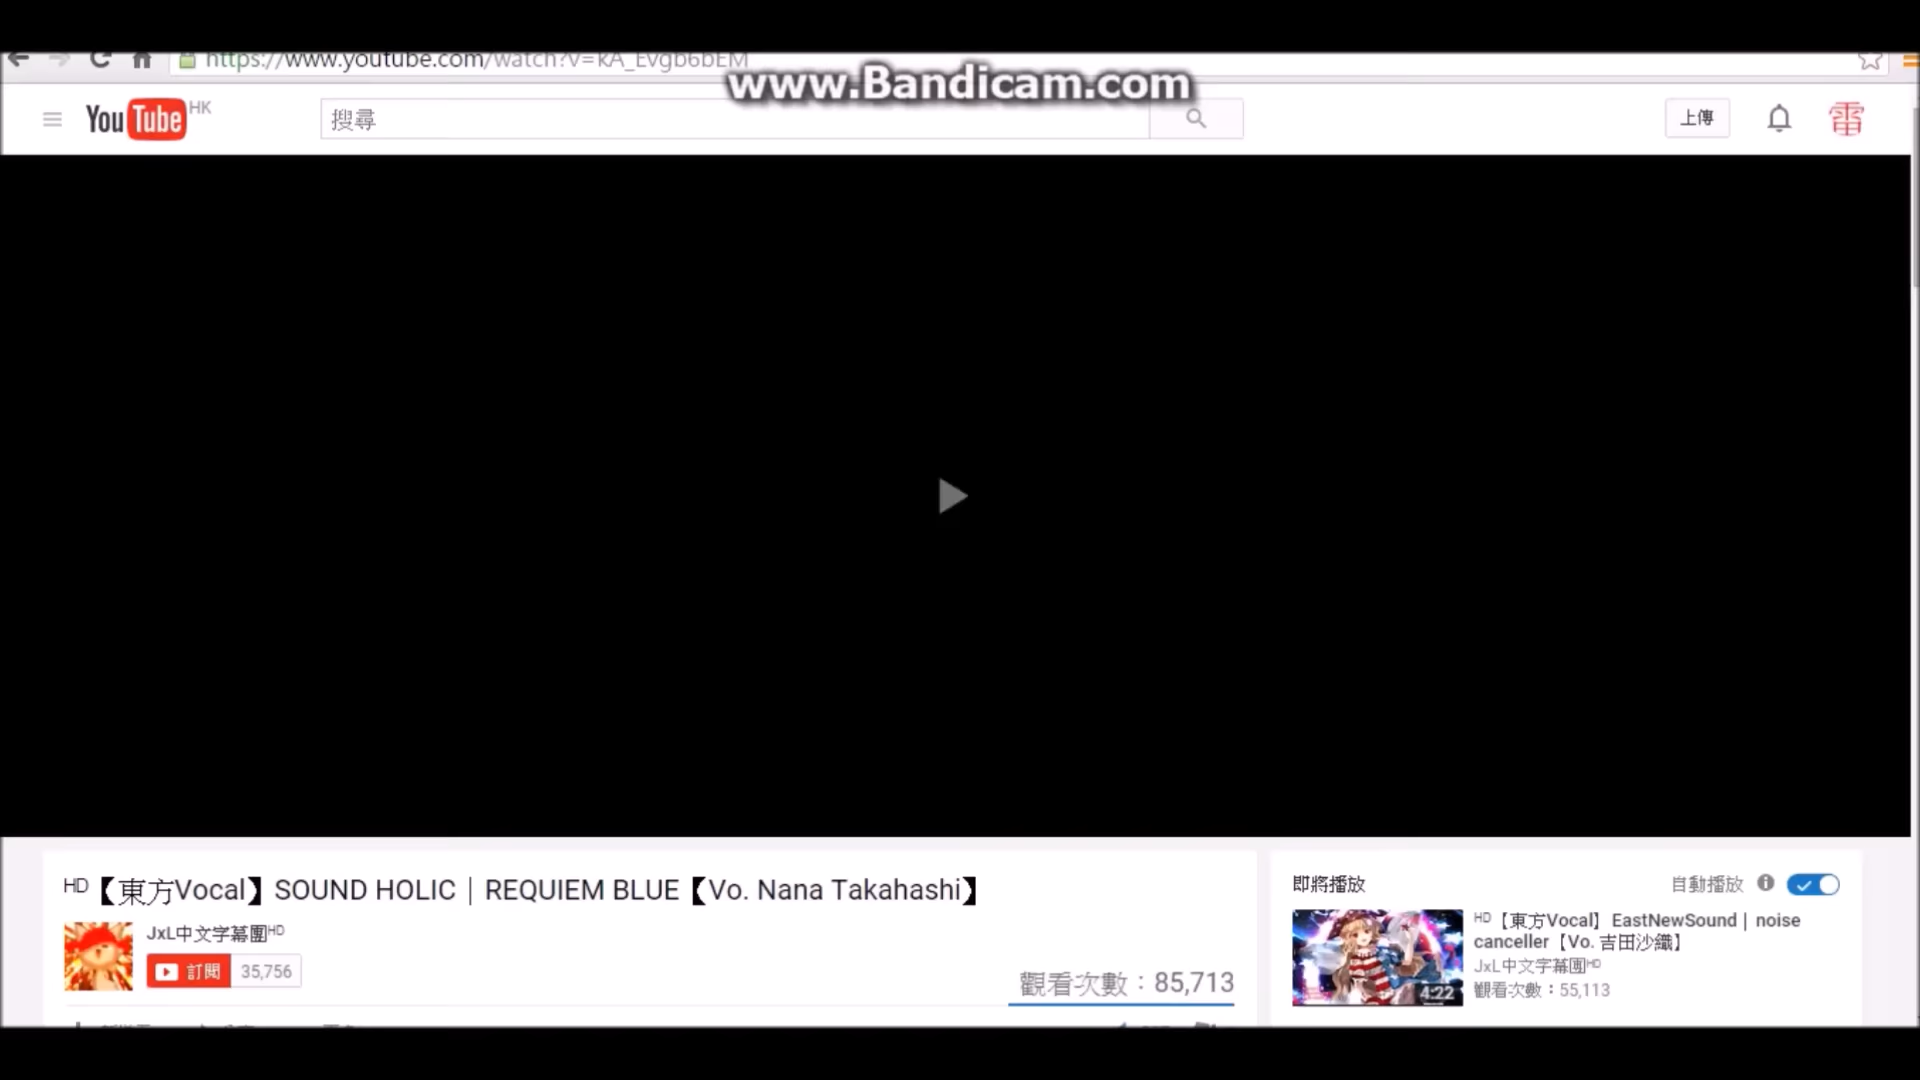 https://www.youtube.com/watch?v=kA_Evgb6bEM
www.Bandicam.com
YouTube HK
搜尋
上傳
雷
HD【東方Vocal】SOUND HOLIC｜REQUIEM BLUE【Vo. Nana Takahashi】
JxL中文字幕團HD
訂閱 35,756
觀看次數：85,713
即將播放
自動播放
HD【東方Vocal】EastNewSound｜noise
canceller【Vo. 吉田沙織】
JxL中文字幕團HD
觀看次數：55,113
4:22